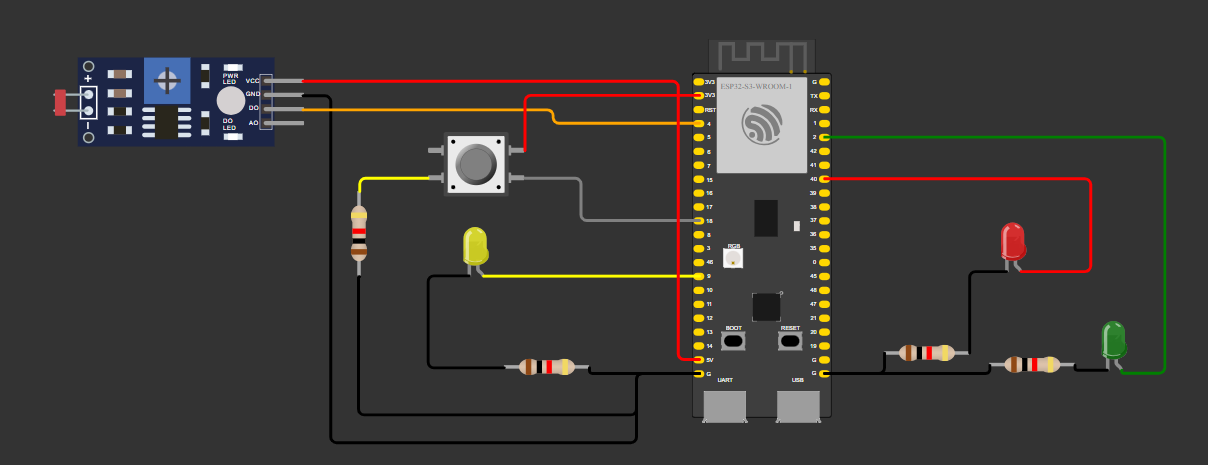 +
−
PWR
LED
DO
LED
VCC
GND
DO
AO
ESP32-S3-WROOM-1
3V3
3V3
RST
4
5
6
7
15
16
17
18
8
3
46
9
10
11
12
13
14
5V
G
G
TX
RX
1
2
42
41
40
39
38
37
36
35
0
45
48
47
21
20
19
G
G
RGB
BOOT
RESET
UART
USB